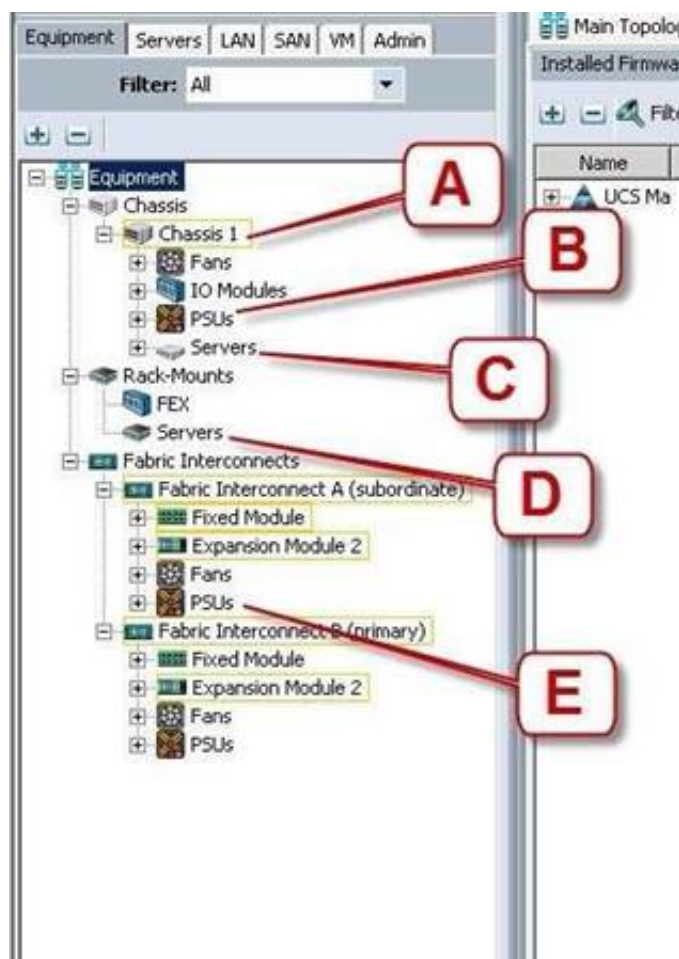 Equipment Servers LAN SAN VM Admin
Filter: All
Equipment
Chassis
Chassis 1
Fans
IO Modules
PSUs
Servers
Rack-Mounts
FEX
Servers
Fabric Interconnects
Fabric Interconnect A (subordinate)
Fixed Module
Expansion Module 2
Fans
PSUs
Fabric Interconnect B (primary)
Fixed Module
Expansion Module 2
Fans
PSUs
A
B
C
D
E
Main Topolo
Installed Firmwa
Filte
Name
UCS Ma